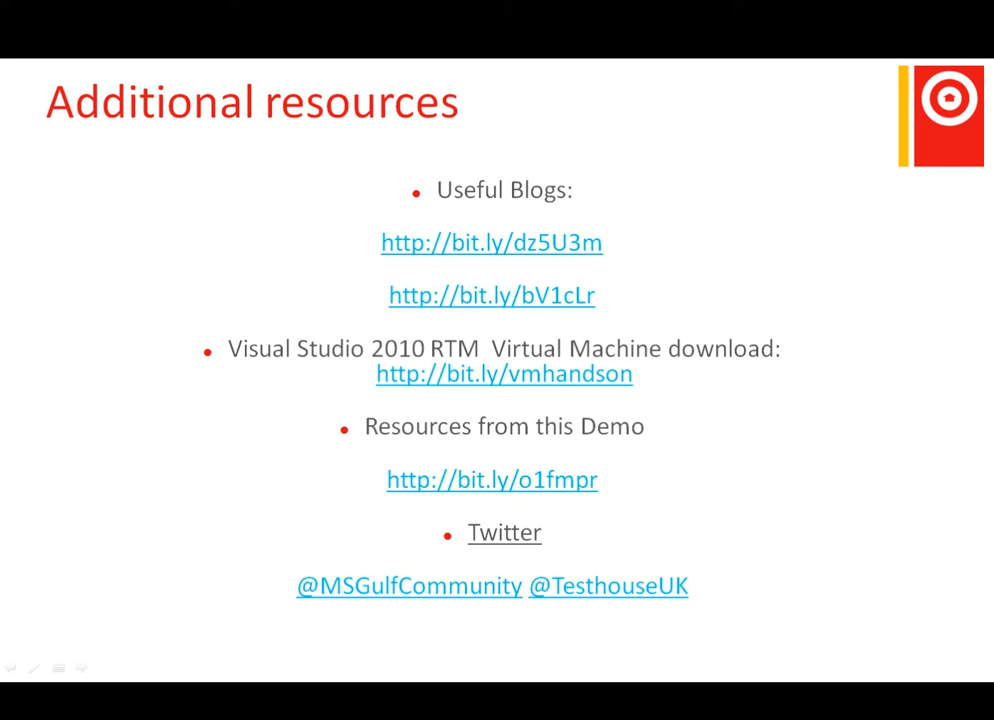 Additional resources
• Useful Blogs:
http://bit.ly/dz5U3m
http://bit.ly/bV1cLr
• Visual Studio 2010 RTM  Virtual Machine download:
http://bit.ly/vmhandson
• Resources from this Demo
http://bit.ly/o1fmpr
• Twitter
@MSGulfCommunity @TesthouseUK